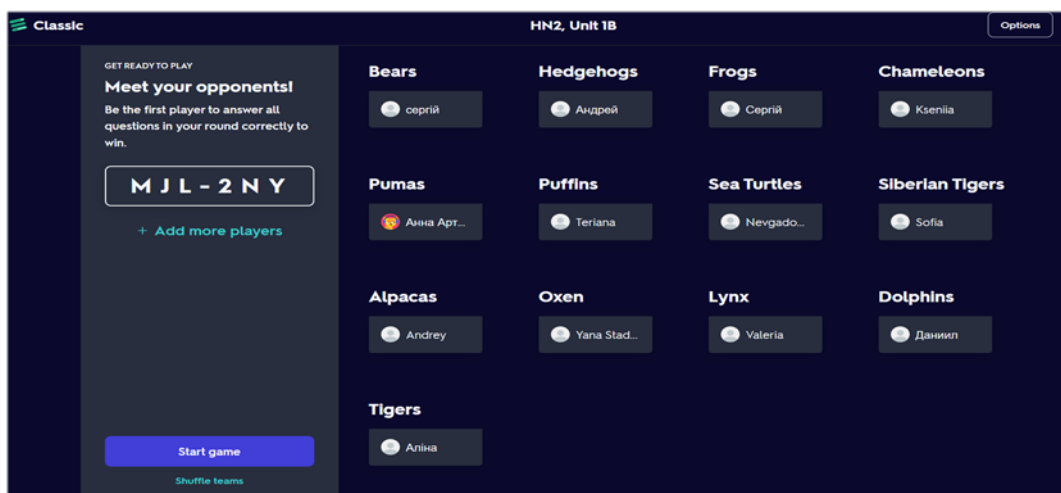 Classic
HN2, Unit 1B
Options
GET READY TO PLAY
Meet your opponents!
Be the first player to answer all
questions in your round correctly to
win.
MJL-2NY
+ Add more players
Start game
Shuffle teams
Bears
Hedgehogs
Frogs
Chameleons
сергій
Андрей
Сергій
Kseniia
Pumas
Puffins
Sea Turtles
Siberian Tigers
Анна Арт...
Teriana
Nevgado...
Sofia
Alpacas
Oxen
Lynx
Dolphins
Andrey
Yana Stad...
Valeria
Даниил
Tigers
Аліна